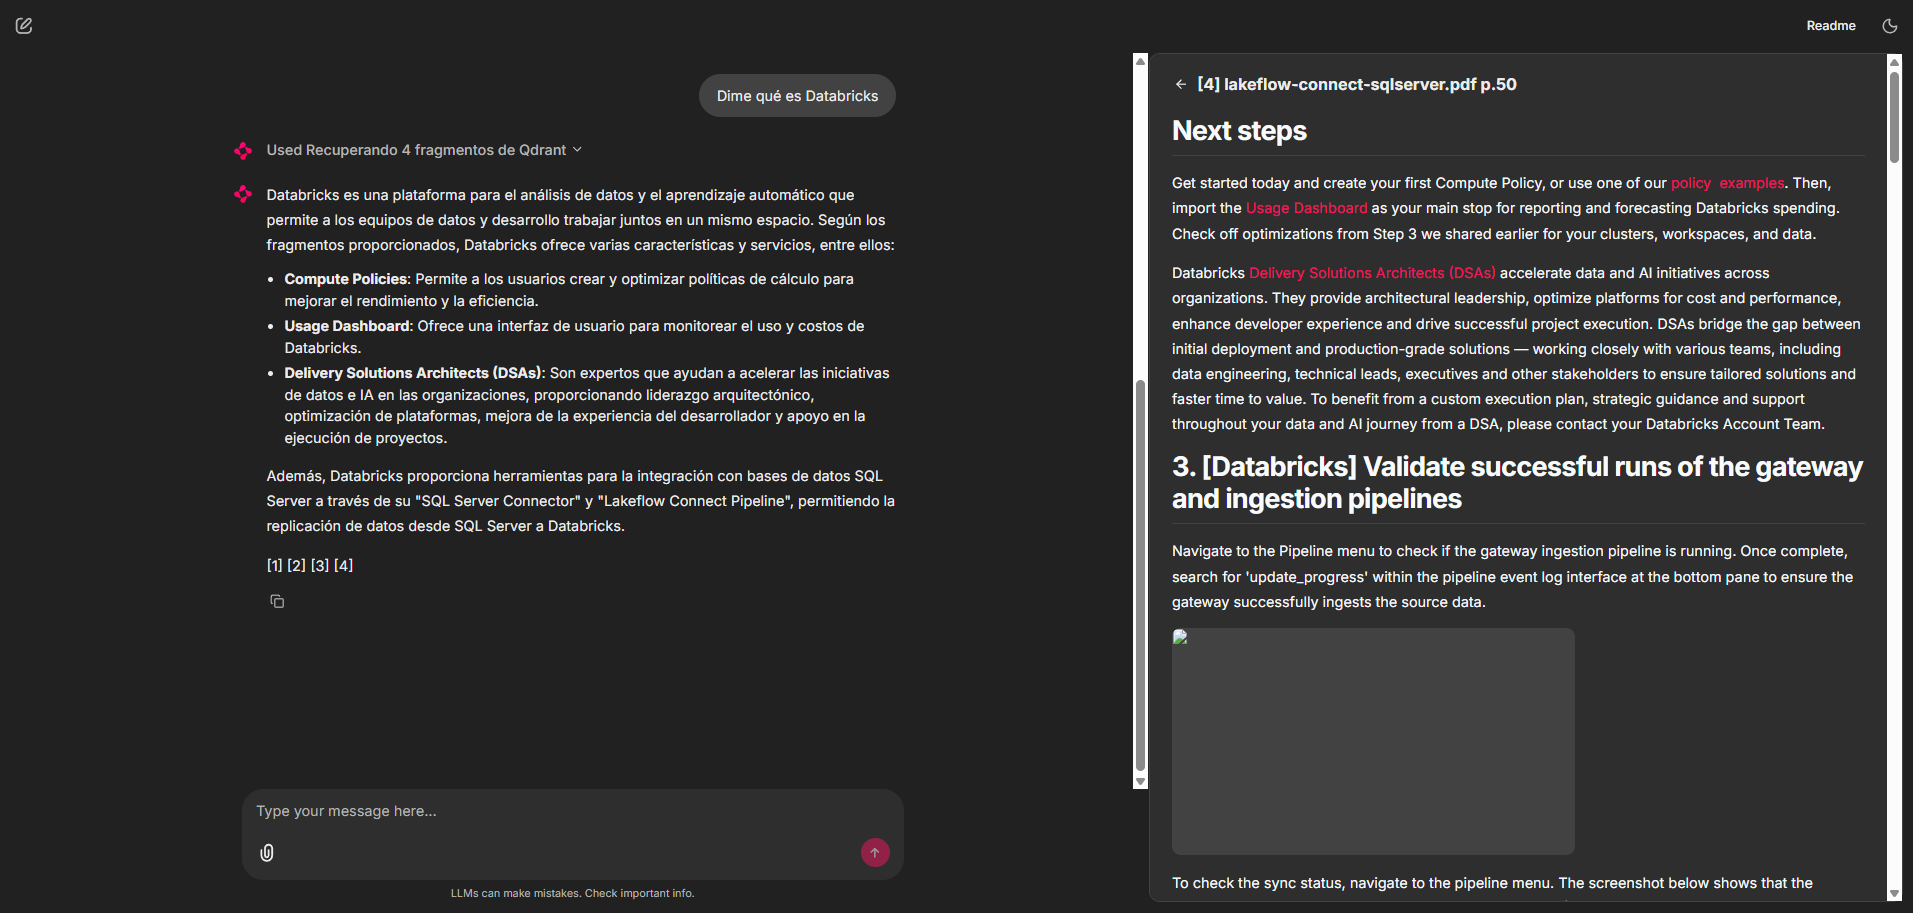 Readme
Dime qué es Databricks
Used Recuperando 4 fragmentos de Qdrant
Databricks es una plataforma para el análisis de datos y el aprendizaje automático que
permite a los equipos de datos y desarrollo trabajar juntos en un mismo espacio. Según los
fragmentos proporcionados, Databricks ofrece varias características y servicios, entre ellos:
• Compute Policies: Permite a los usuarios crear y optimizar políticas de cálculo para
mejorar el rendimiento y la eficiencia.
• Usage Dashboard: Ofrece una interfaz de usuario para monitorear el uso y costos de
Databricks.
• Delivery Solutions Architects (DSAs): Son expertos que ayudan a acelerar las iniciativas
de datos e IA en las organizaciones, proporcionando liderazgo arquitectónico,
optimización de plataformas, mejora de la experiencia del desarrollador y apoyo en la
ejecución de proyectos.
Además, Databricks proporciona herramientas para la integración con bases de datos SQL
Server a través de su "SQL Server Connector" y "Lakeflow Connect Pipeline", permitiendo la
replicación de datos desde SQL Server a Databricks.
[1] [2] [3] [4]
Type your message here...
LLMs can make mistakes. Check important info.
[4] lakeflow-connect-sqlserver.pdf p.50
Next steps
Get started today and create your first Compute Policy, or use one of our policy examples. Then,
import the Usage Dashboard as your main stop for reporting and forecasting Databricks spending.
Check off optimizations from Step 3 we shared earlier for your clusters, workspaces, and data.
Databricks Delivery Solutions Architects (DSAs) accelerate data and AI initiatives across
organizations. They provide architectural leadership, optimize platforms for cost and performance,
enhance developer experience and drive successful project execution. DSAs bridge the gap between
initial deployment and production-grade solutions — working closely with various teams, including
data engineering, technical leads, executives and other stakeholders to ensure tailored solutions and
faster time to value. To benefit from a custom execution plan, strategic guidance and support
throughout your data and AI journey from a DSA, please contact your Databricks Account Team.
3. [Databricks] Validate successful runs of the gateway
and ingestion pipelines
Navigate to the Pipeline menu to check if the gateway ingestion pipeline is running. Once complete,
search for 'update_progress' within the pipeline event log interface at the bottom pane to ensure the
gateway successfully ingests the source data.
To check the sync status, navigate to the pipeline menu. The screenshot below shows that the